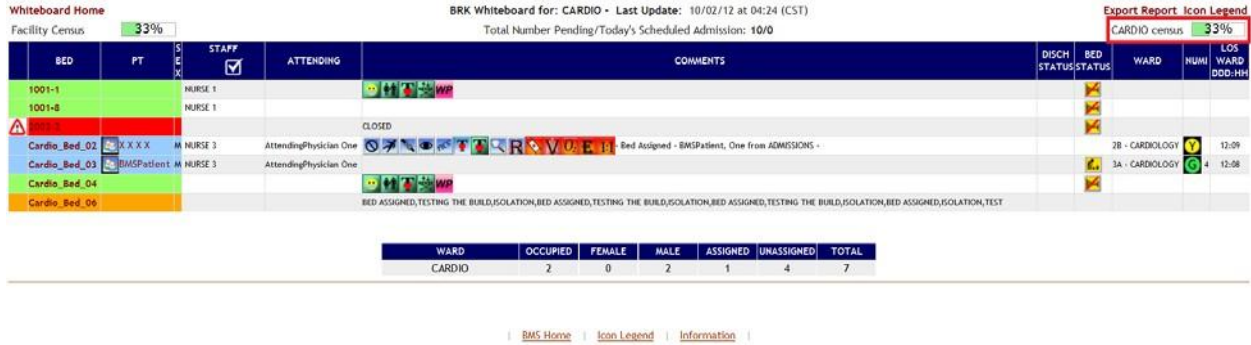 Whiteboard Home BRK Whiteboard for: CARDIO - Last Update: 10/02/12 at 04:24 (CST) Export Report Icon Legend
Facility Census 33% Total Number Pending/Today's Scheduled Admission: 10/0 CARDIO census 33%
BED PT SEX STAFF ATTENDING COMMENTS DISCH STATUS BED STATUS WARD NUMI LOS WARD DDD:HH
1001-1 NURSE 1 WP
1001-8 NURSE 1
CLOSED
Cardio_Bed_02 X X X X M NURSE 3 AttendingPhysician One R V E - Bed Assigned - BMSPatient, One from ADMISSIONS - 2B - CARDIOLOGY Y 12:09
Cardio_Bed_03 BMSPatient M NURSE 3 AttendingPhysician One 3A - CARDIOLOGY G 4 12:08
Cardio_Bed_04 WP
Cardio_Bed_06 BED ASSIGNED,TESTING THE BUILD,ISOLATION,BED ASSIGNED,TESTING THE BUILD,ISOLATION,BED ASSIGNED,TESTING THE BUILD,ISOLATION,BED ASSIGNED,TESTING THE BUILD,ISOLATION,BED ASSIGNED,ISOLATION,TEST
WARD OCCUPIED FEMALE MALE ASSIGNED UNASSIGNED TOTAL
CARDIO 2 0 2 1 4 7
| BMS Home | Icon Legend | Information |